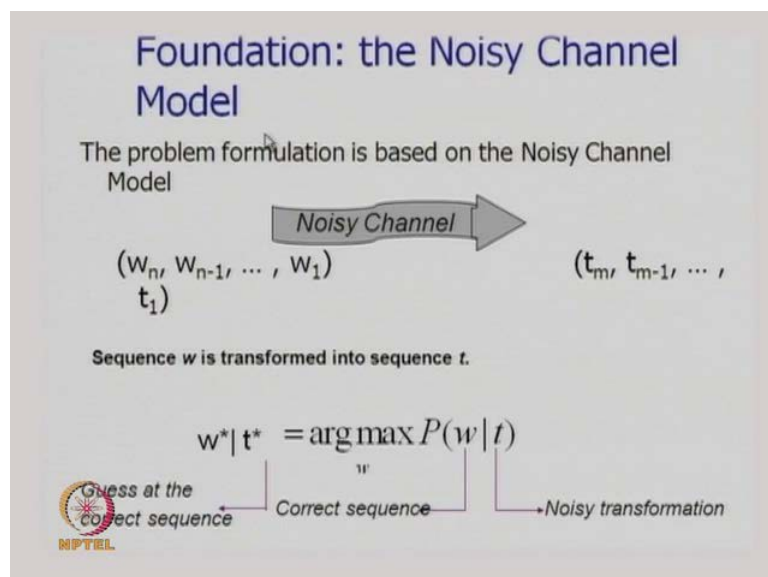 Foundation: the Noisy Channel
Model
The problem formulation is based on the Noisy Channel
Model
Noisy Channel
(wₙ, wₙ₋₁, ... , w₁) (tₘ, tₘ₋₁, ... ,
t₁)
Sequence w is transformed into sequence t.
w*| t* = arg max P(w | t)
w
Guess at the
correct sequence
Correct sequence
Noisy transformation
NPTEL